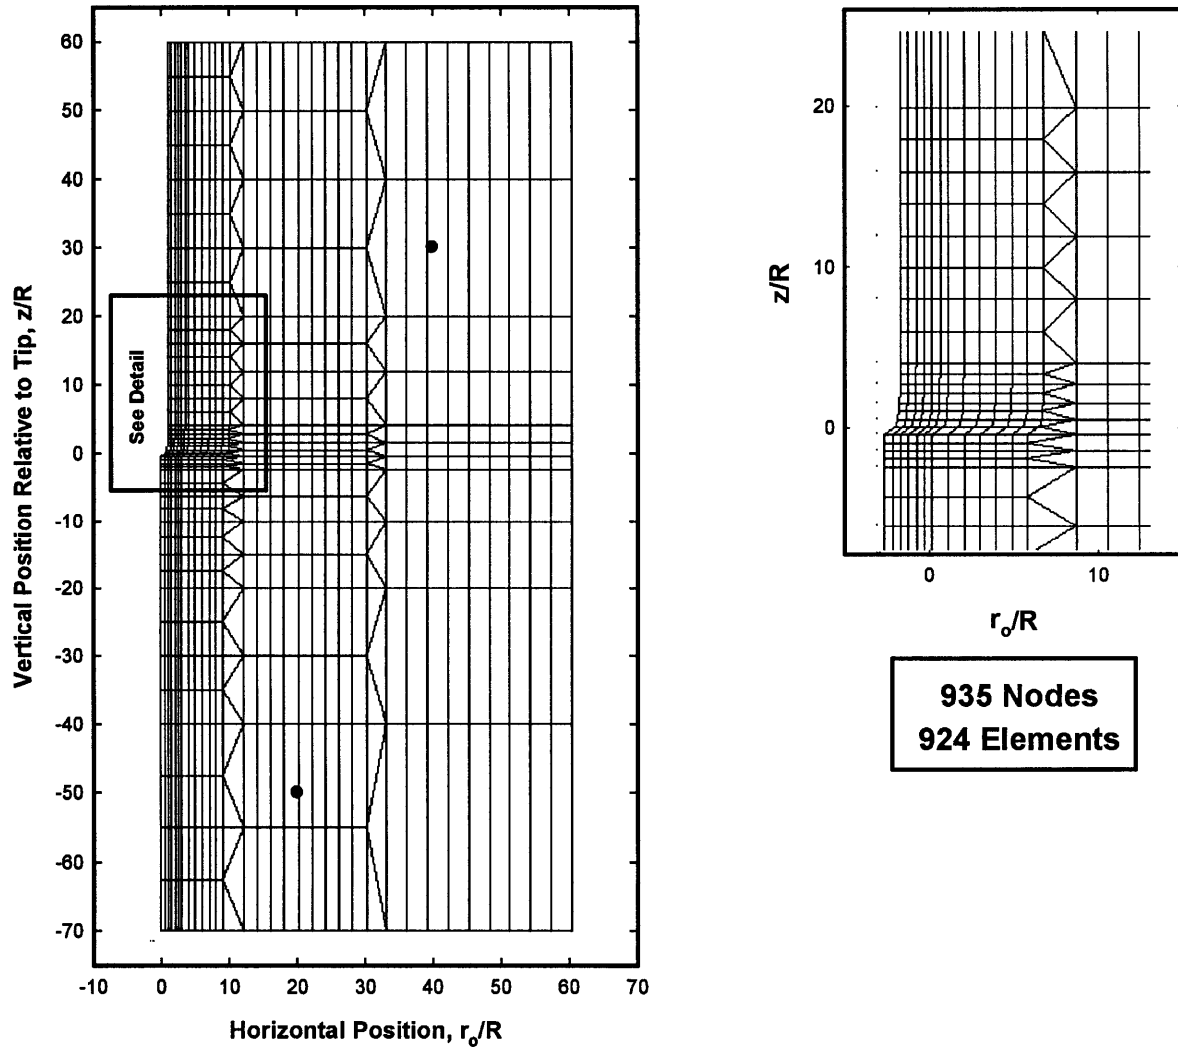 60
50
40
30
20
10
0
-10
-20
-30
-40
-50
-60
-70
Vertical Position Relative to Tip, z/R
See Detail
-10 0 10 20 30 40 50 60 70
Horizontal Position, r₀/R
20
10
0
z/R
0 10
r₀/R
935 Nodes
924 Elements